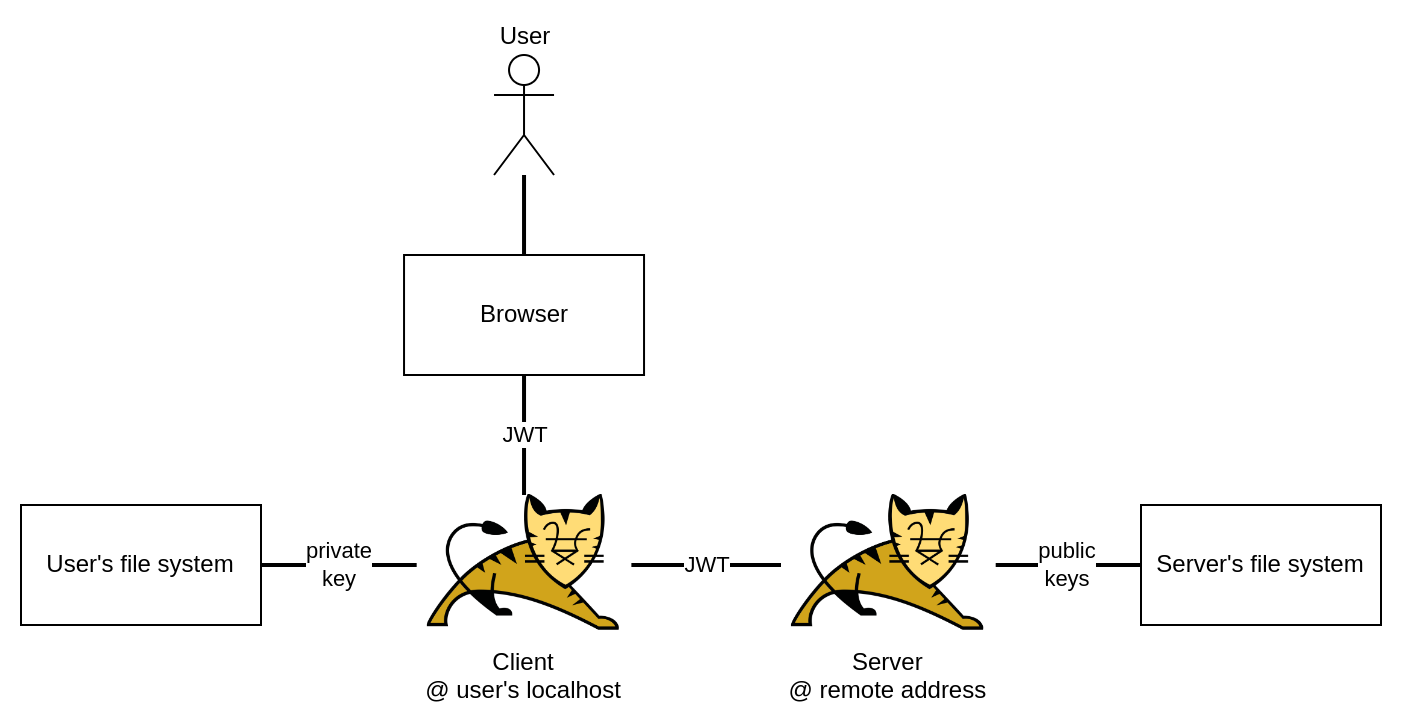 User
Browser
JWT
User's file system
private
key
JWT
public
keys
Server's file system
Client
@ user's localhost
Server
@ remote address